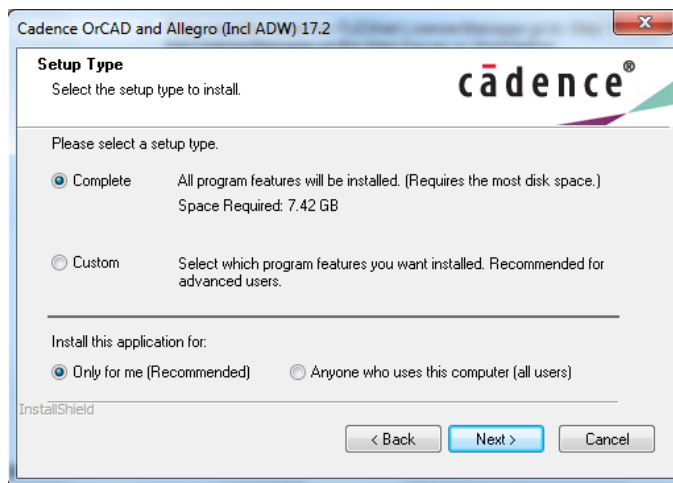 Cadence OrCAD and Allegro (Incl ADW) 17.2
Setup Type
Select the setup type to install.
cādence®
Please select a setup type.
Complete
All program features will be installed. (Requires the most disk space.)
Space Required: 7.42 GB
Custom
Select which program features you want installed. Recommended for
advanced users.
Install this application for:
Only for me (Recommended)
Anyone who uses this computer (all users)
InstallShield
< Back
Next >
Cancel